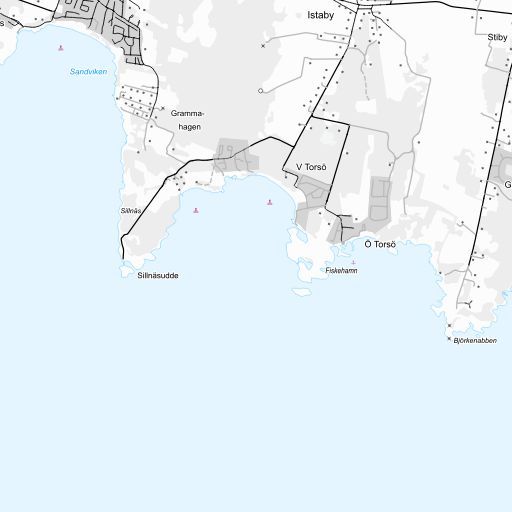 Istaby
s
Stiby
Sandviken
Gramma-
hagen
V Torsö
G
Sillnäs
Ö Torsö
Sillnäsudde
Fiskehamn
Björkenabben